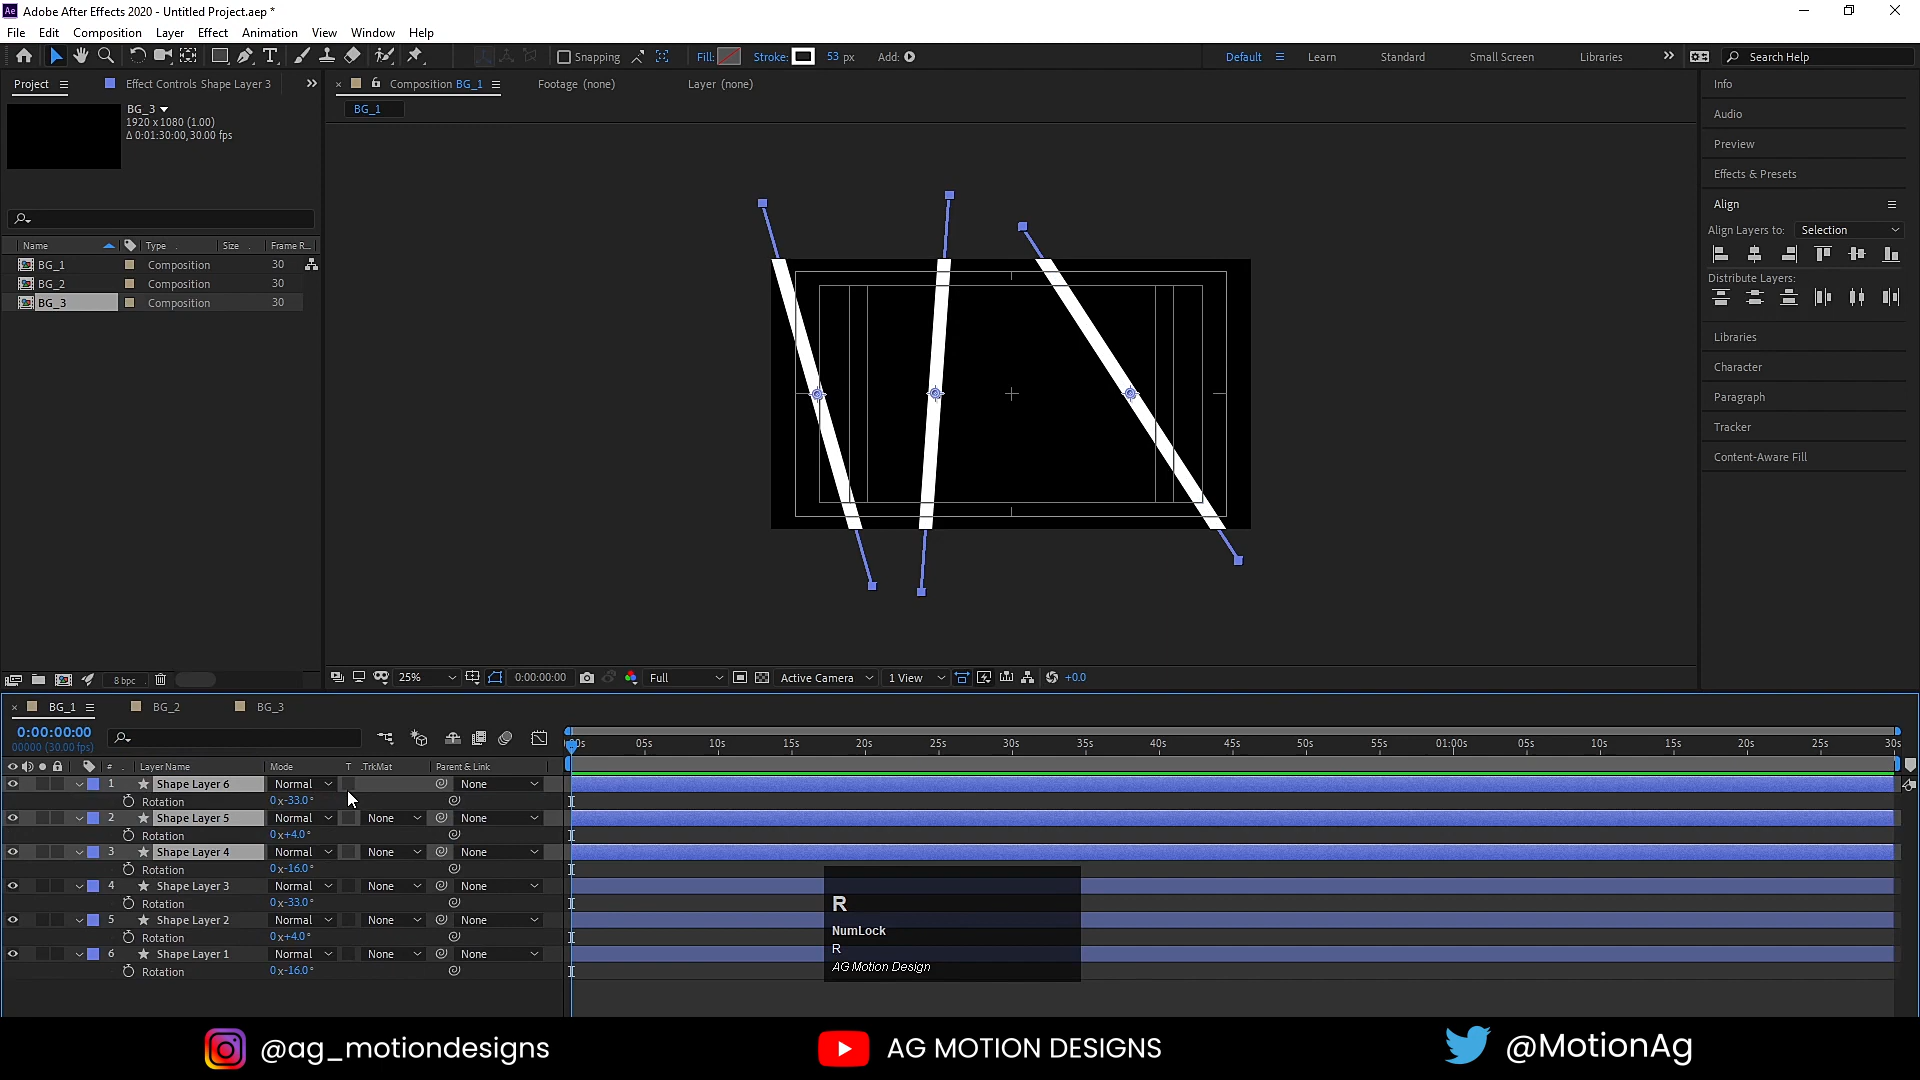 Adobe After Effects 2020 - Untitled Project.aep *
File Edit Composition Layer Effect Animation View Window Help
Snapping Fill: Stroke: 53 px Add: Default Learn Standard Small Screen Libraries Search Help
Project Effect Controls Shape Layer 3 Composition BG_1 Footage (none) Layer (none)
BG_3
1920 x 1080 (1.00)
Δ 0:01:30:00, 30.00 fps
BG_1
Name Type Size Frame R...
BG_1 Composition 30
BG_2 Composition 30
BG_3 Composition 30
Info
Audio
Preview
Effects & Presets
Align
Align Layers to: Selection
Distribute Layers:
Libraries
Character
Paragraph
Tracker
Content-Aware Fill
8 bpc 25% 0:00:00:00 Full Active Camera 1 View +0.0
BG_1 BG_2 BG_3
0:00:00:00
00000 (30.00 fps)
05s 10s 15s 20s 25s 30s 35s 40s 45s 50s 55s 01:00s 05s 10s 15s 20s 25s 30s
# Layer Name Mode T .TrkMat Parent & Link
1 Shape Layer 6 Normal None
Rotation 0x-33.0°
2 Shape Layer 5 Normal None None
Rotation 0x+4.0°
3 Shape Layer 4 Normal None None
Rotation 0x-16.0°
4 Shape Layer 3 Normal None None
Rotation 0x-33.0°
5 Shape Layer 2 Normal None None
Rotation 0x+4.0°
6 Shape Layer 1 Normal None None
Rotation 0x-16.0°
R
NumLock
R
AG Motion Design
@ag_motiondesigns AG MOTION DESIGNS @MotionAg